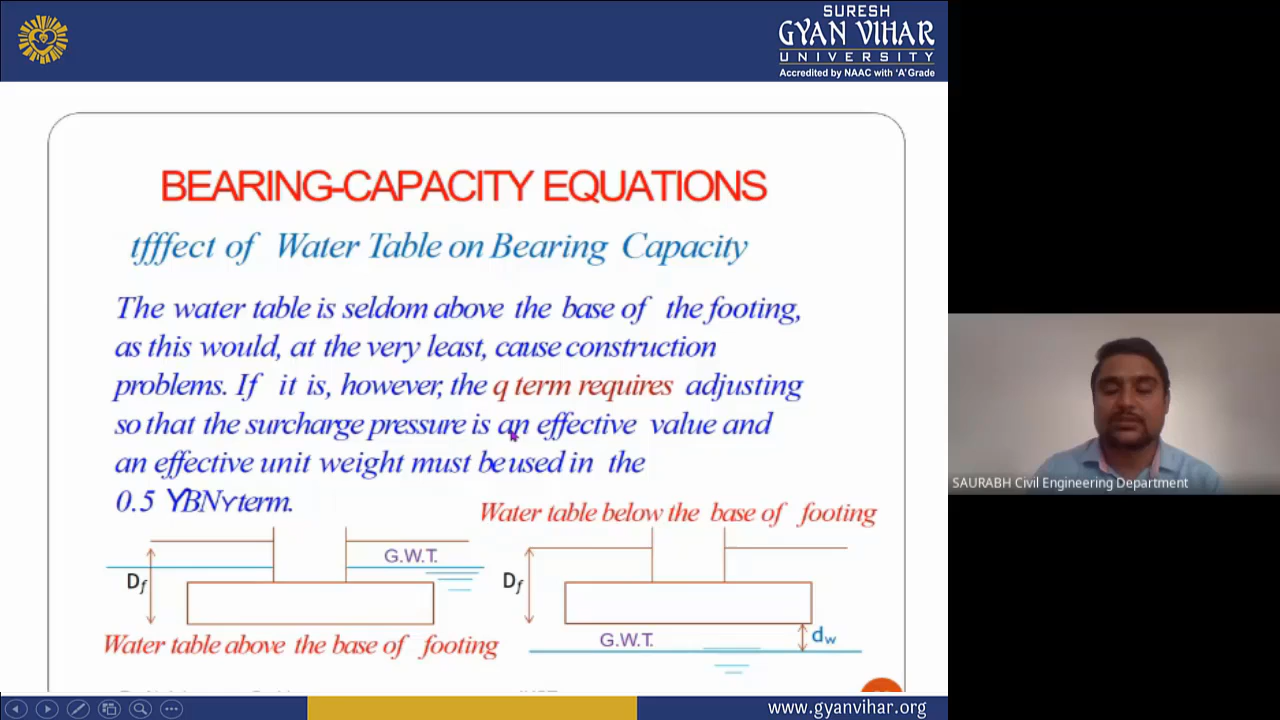 SURESH
GYAN VIHAR
UNIVERSITY
Accredited by NAAC with 'A' Grade
BEARING-CAPACITY EQUATIONS
tfffect of Water Table on Bearing Capacity
The water table is seldom above the base of the footing,
as this would, at the very least, cause construction
problems. If it is, however, the q term requires adjusting
so that the surcharge pressure is an effective value and
an effective unit weight must be used in the
0.5 ϒBNϒ term.
Water table below the base of footing
G.W.T.
Df
Df
G.W.T.
dw
Water table above the base of footing
SAURABH Civil Engineering Department
www.gyanvihar.org